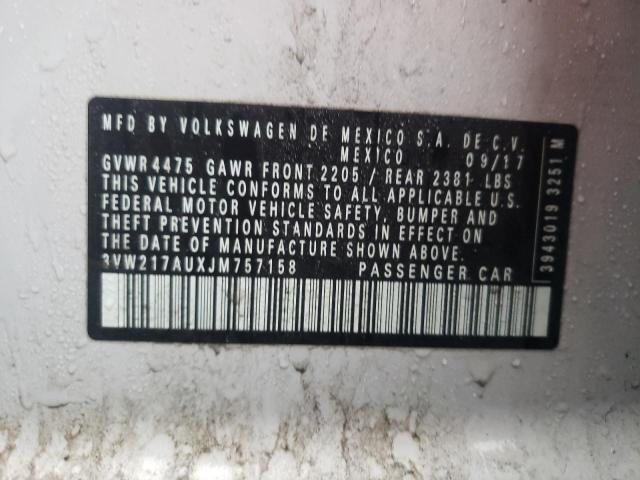 MFD BY VOLKSWAGEN DE MEXICO S.A. DE C.V.
MEXICO 09/17
GVWR4475 GAWR FRONT 2205 / REAR 2381 LBS
THIS VEHICLE CONFORMS TO ALL APPLICABLE U.S.
FEDERAL MOTOR VEHICLE SAFETY, BUMPER AND
THEFT PREVENTION STANDARDS IN EFFECT ON
THE DATE OF MANUFACTURE SHOWN ABOVE.
3VW217AUXJM757158 PASSENGER CAR
3943019 3251 M